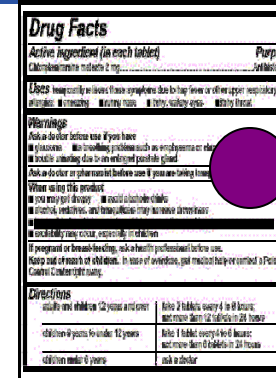 Drug Facts
Active ingredient (in each tablet) Purp
Chlorpheniramine maleate 2 mg Antihist
Uses temporarily relieves these symptoms due to hay fever or other upper respiratory
allergies: sneezing runny nose itchy, watery eyes itchy throat
Warnings
Ask a doctor before use if you have
glaucoma a breathing problem such as emphysema or
trouble urinating due to an enlarged prostate gland
Ask a doctor or pharmacist before use if you are taking
When using this product
you may get drowsy avoid alcoholic drinks
alcohol, sedatives, and tranquilizers may increase drowsiness
excitability may occur, especially in children
If pregnant or breast-feeding, ask a health professional before use.
Keep out of reach of children. In case of overdose, get medical help or contact a Pois
Control Center right away.
Directions
adults and children 12 years and over take 2 tablets every 4 to 6 hours;
not more than 12 tablets in 24 hours
children 6 years to under 12 years take 1 tablet every 4 to 6 hours;
not more than 6 tablets in 24 hours
children under 6 years ask a doctor